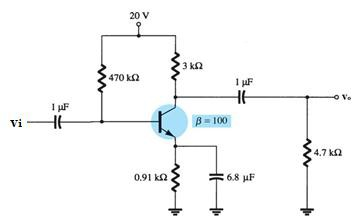 20 V
3 kΩ
470 kΩ
1 μF
1 μF
Vi
Vo
β = 100
4.7 kΩ
0.91 kΩ
6.8 μF